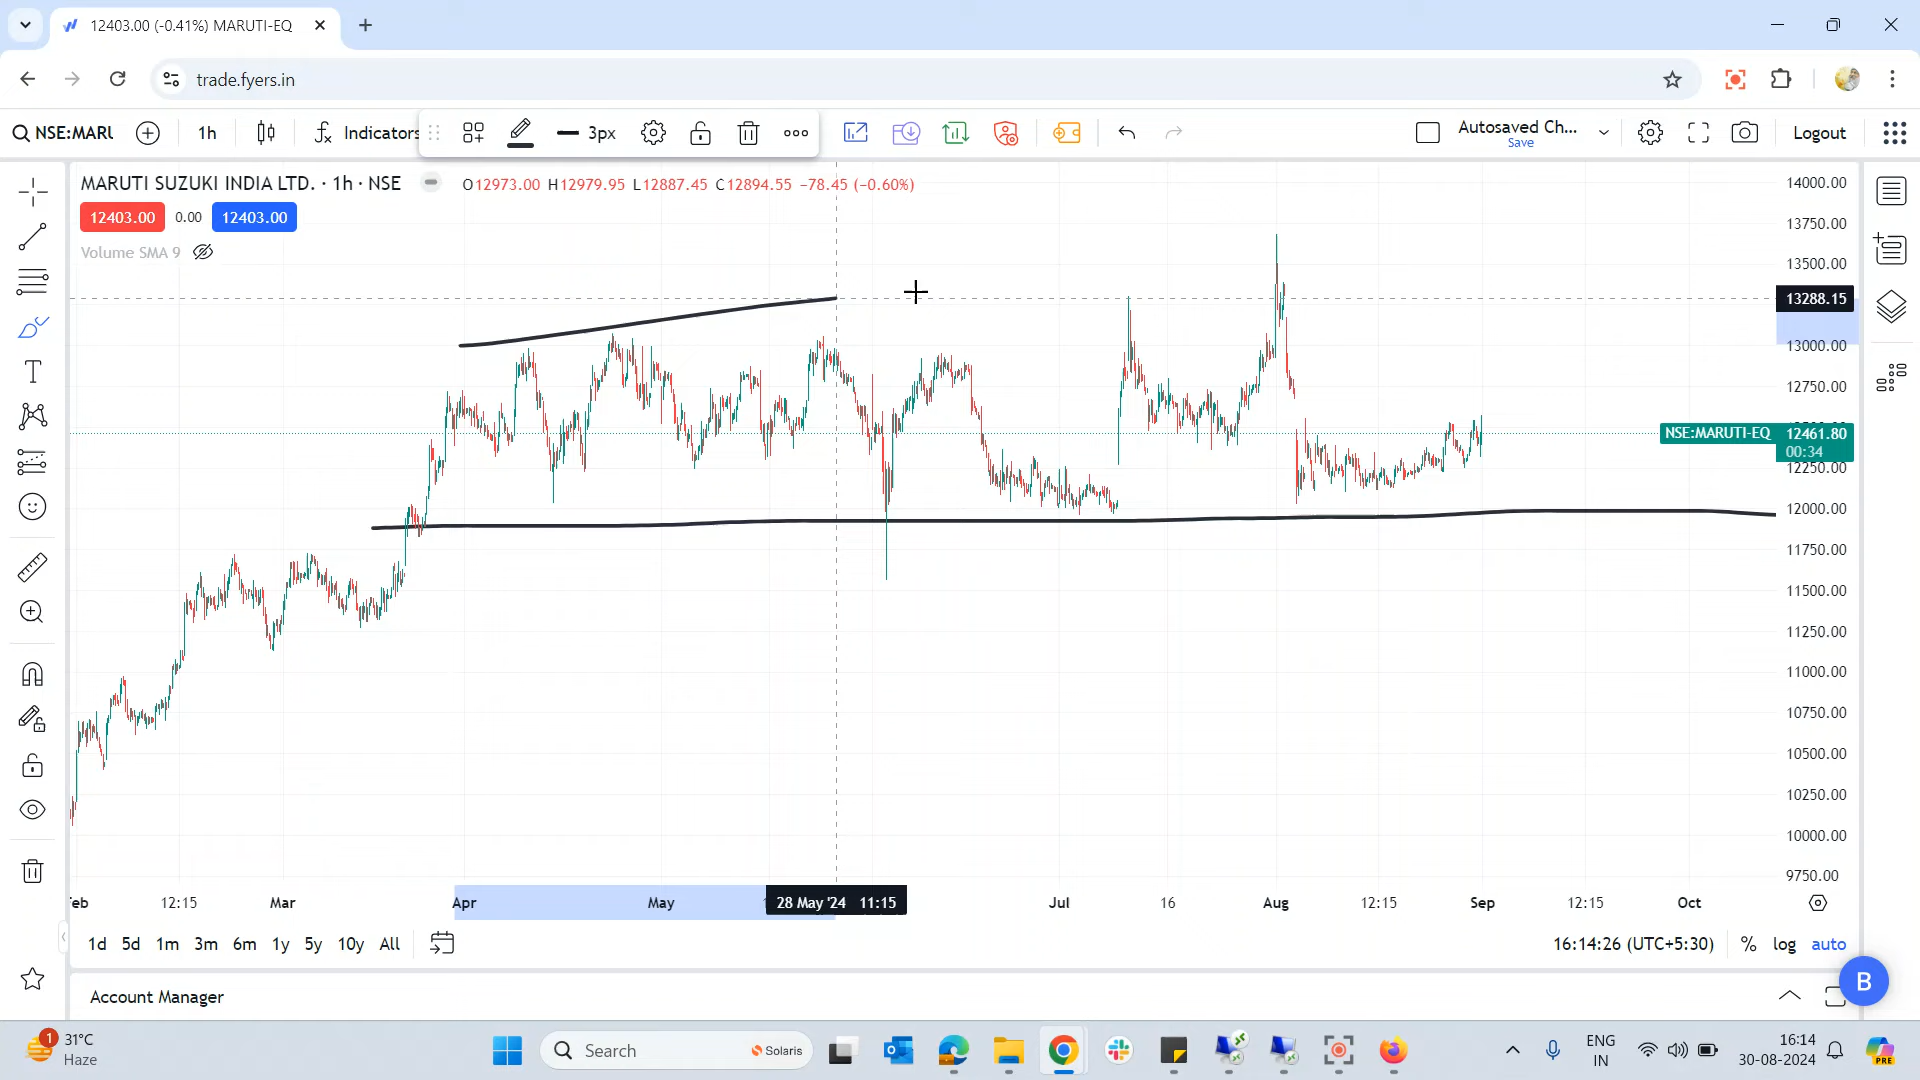 12403.00 (-0.41%) MARUTI-EQ
trade.fyers.in
NSE:MARU
1h
Indicators
3px
Autosaved Ch...
Save
Logout
MARUTI SUZUKI INDIA LTD. · 1h · NSE
O12973.00 H12979.95 L12887.45 C12894.55 −78.45 (−0.60%)
12403.00 0.00 12403.00
Volume SMA 9
14000.00
13750.00
13500.00
13288.15
13000.00
12750.00
NSE:MARUTI-EQ 12461.80
00:34
12250.00
12000.00
11750.00
11500.00
11250.00
11000.00
10750.00
10500.00
10250.00
10000.00
9750.00
eb 12:15 Mar Apr May 28 May '24 11:15 Jul 16 Aug 12:15 Sep 12:15 Oct
1d 5d 1m 3m 6m 1y 5y 10y All
16:14:26 (UTC+5:30) % log auto
B
Account Manager
1
31°C
Haze
Search
Solaris
ENG
IN
16:14
30-08-2024
PRE